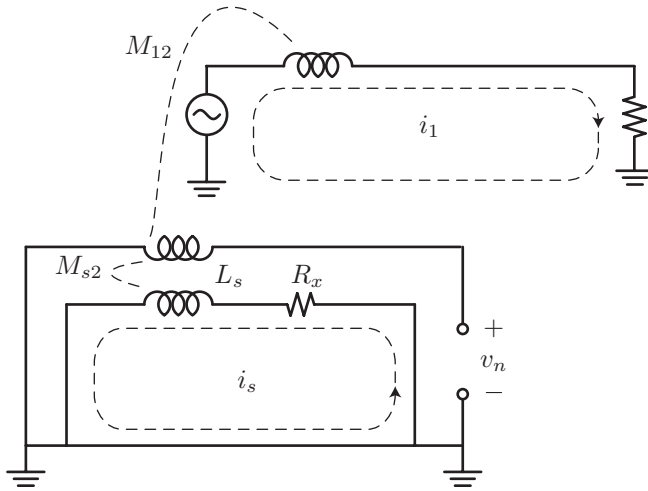 M₁₂
i₁
Mₛ₂
Lₛ
Rₓ
+
vₙ
−
iₛ